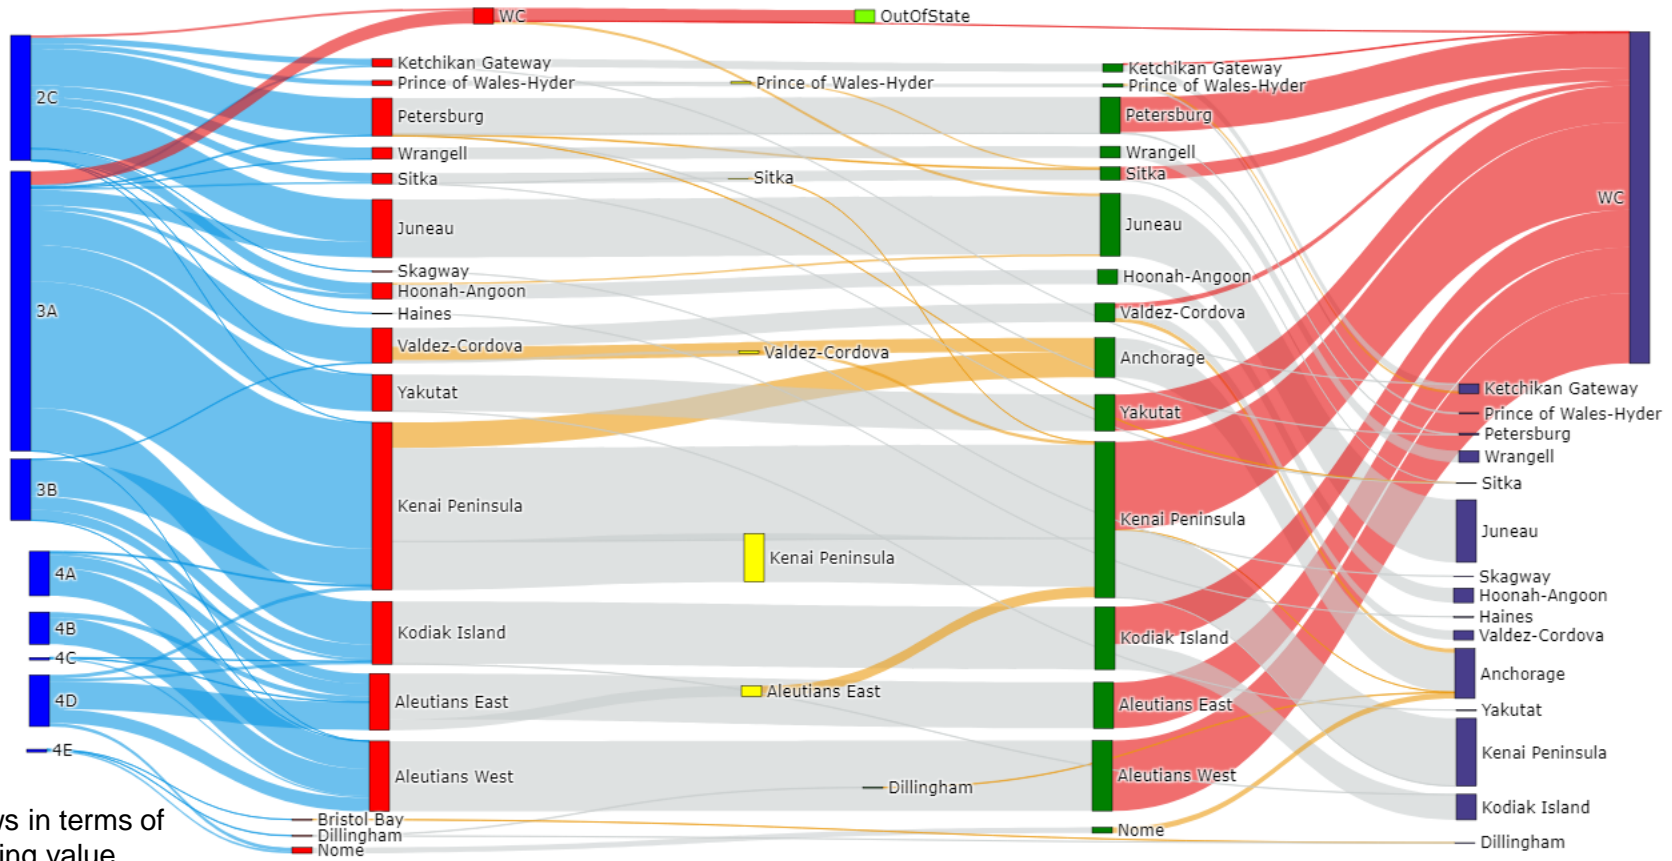 WC
OutOfState
2C
Ketchikan Gateway
Prince of Wales-Hyder
Petersburg
Wrangell
Sitka
Juneau
Skagway
Hoonah-Angoon
Haines
Valdez-Cordova
Yakutat
Kenai Peninsula
Kodiak Island
Aleutians East
Aleutians West
Bristol Bay
Dillingham
Nome
3A
3B
4A
4B
4C
4D
4E
Prince of Wales-Hyder
Sitka
Valdez-Cordova
Kenai Peninsula
Aleutians East
Dillingham
Ketchikan Gateway
Prince of Wales-Hyder
Petersburg
Wrangell
Sitka
Juneau
Hoonah-Angoon
Valdez-Cordova
Anchorage
Yakutat
Kenai Peninsula
Kodiak Island
Aleutians East
Aleutians West
Nome
WC
Ketchikan Gateway
Prince of Wales-Hyder
Petersburg
Wrangell
Sitka
Juneau
Skagway
Hoonah-Angoon
Haines
Valdez-Cordova
Anchorage
Yakutat
Kenai Peninsula
Kodiak Island
Dillingham
in terms of
value